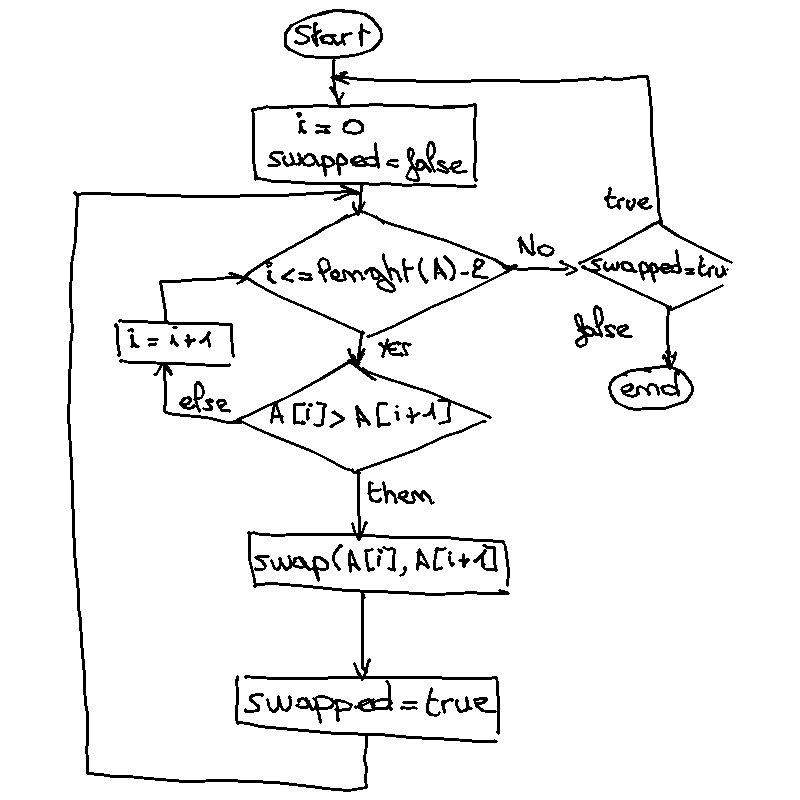 Start
i = 0
swapped = false
true
i <= lenght(A)-2
No
swapped = tru
i = i+1
yes
false
else
A[i] > A[i+1]
end
then
swap(A[i], A[i+1]
swapped = true